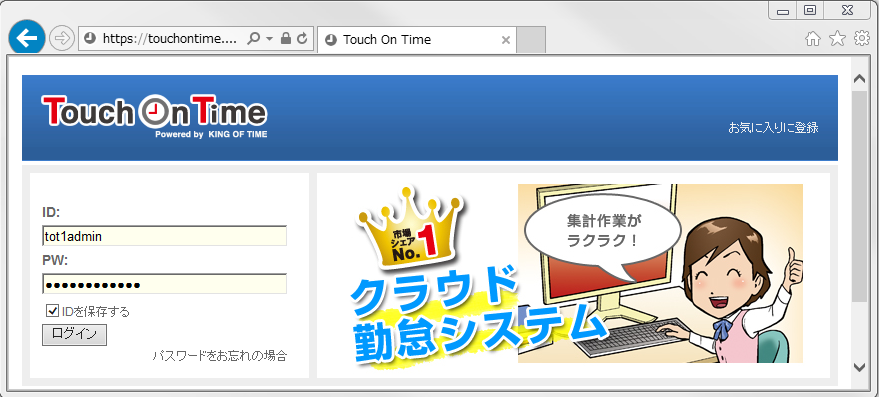 https://touchontime....
Touch On Time
Touch On Time
Powered by KING OF TIME
お気に入りに登録
ID:
tot1admin
PW:
●●●●●●●●●●●●
IDを保存する
ログイン
パスワードをお忘れの場合
市場
シェア
No.1
クラウド
勤怠システム
集計作業が
ラクラク！